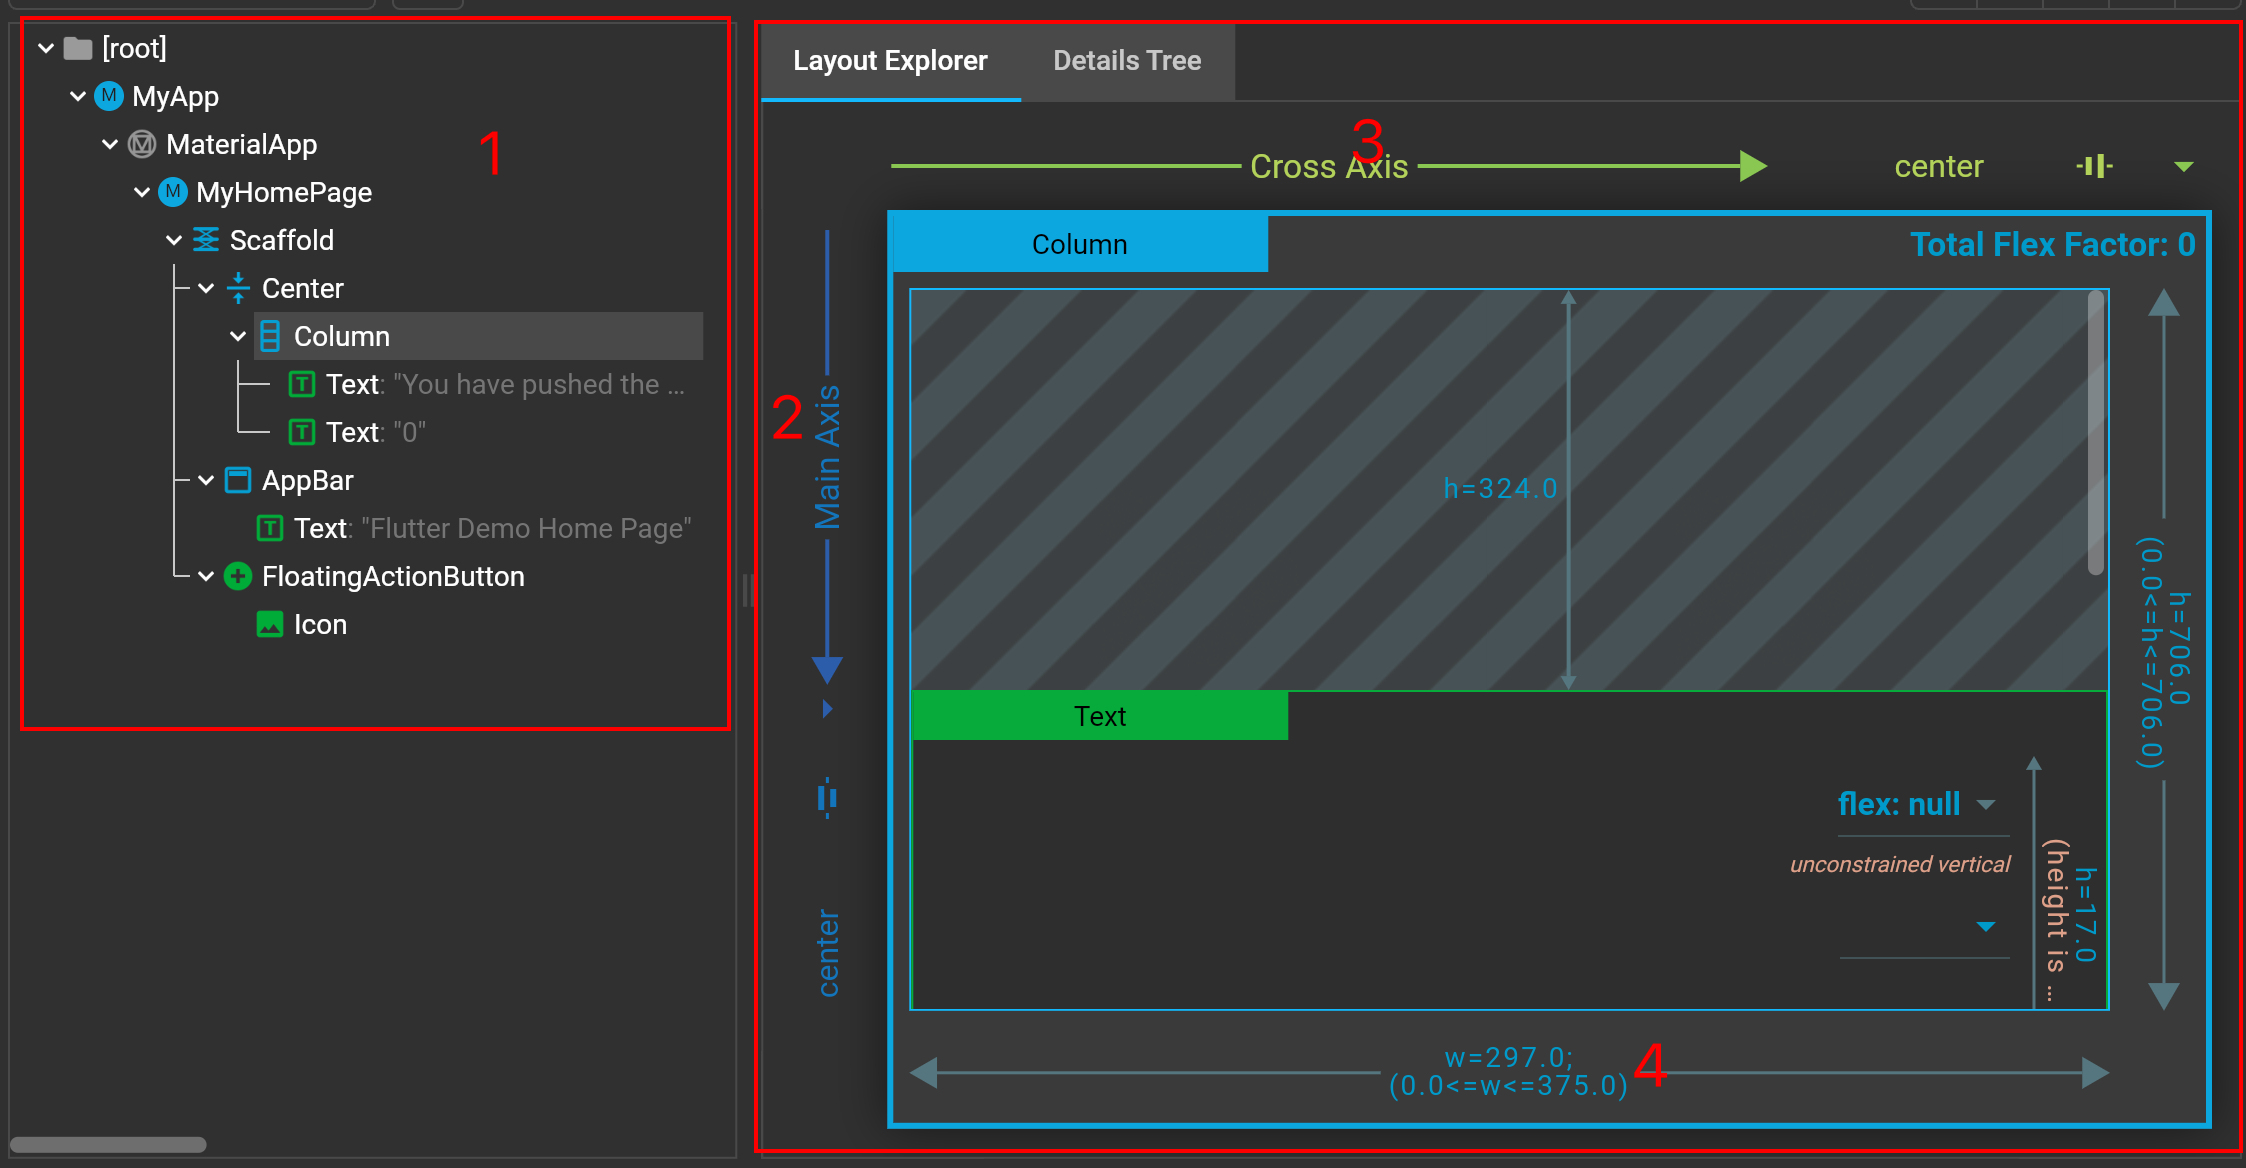 [root]
M MyApp
MaterialApp
1
M MyHomePage
Scaffold
Center
Column
T Text: "You have pushed the ...
T Text: "0"
AppBar
T Text: "Flutter Demo Home Page"
FloatingActionButton
Icon
Layout Explorer
Details Tree
3
Cross Axis
center
2
Main Axis
center
Column
Total Flex Factor: 0
h=324.0
h=706.0
(0.0<=h<=706.0)
Text
flex: null
unconstrained vertical
h=17.0
(height is ...
w=297.0;
(0.0<=w<=375.0)
4